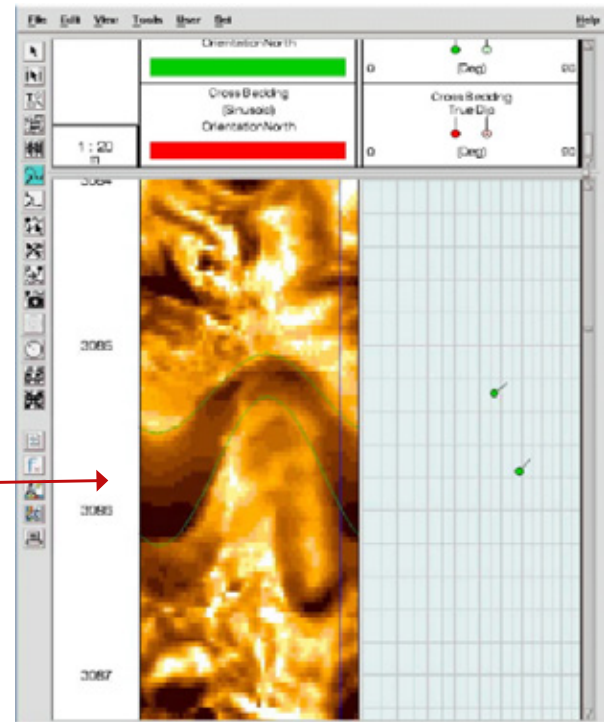 File Edit View Tools User Set Help
OrientationNorth
0 (Deg) 90
Cross Bedding
(Sinusoid)
OrientationNorth
Cross Bedding
True Dip
1 : 20
m
0 (Deg) 90
3084
3085
3086
3087